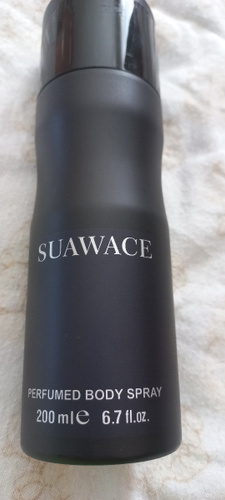 SUAWACE
PERFUMED BODY SPRAY
200 ml℮ 6.7 fl.oz.